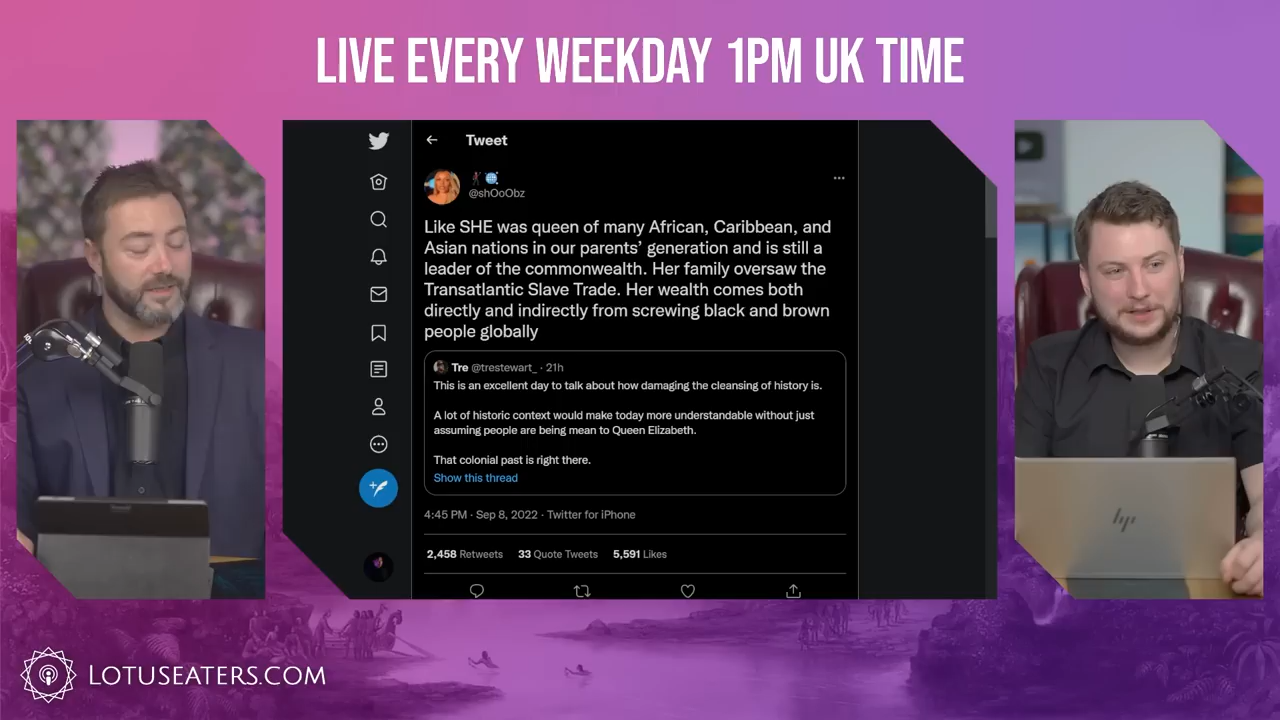 LIVE EVERY WEEKDAY 1PM UK TIME
Tweet
@shOoObz
Like SHE was queen of many African, Caribbean, and
Asian nations in our parents' generation and is still a
leader of the commonwealth. Her family oversaw the
Transatlantic Slave Trade. Her wealth comes both
directly and indirectly from screwing black and brown
people globally
Tre @trestewart_ · 21h
This is an excellent day to talk about how damaging the cleansing of history is.
A lot of historic context would make today more understandable without just
assuming people are being mean to Queen Elizabeth.
That colonial past is right there.
Show this thread
4:45 PM · Sep 8, 2022 · Twitter for iPhone
2,458 Retweets 33 Quote Tweets 5,591 Likes
hp
LOTUSEATERS.COM